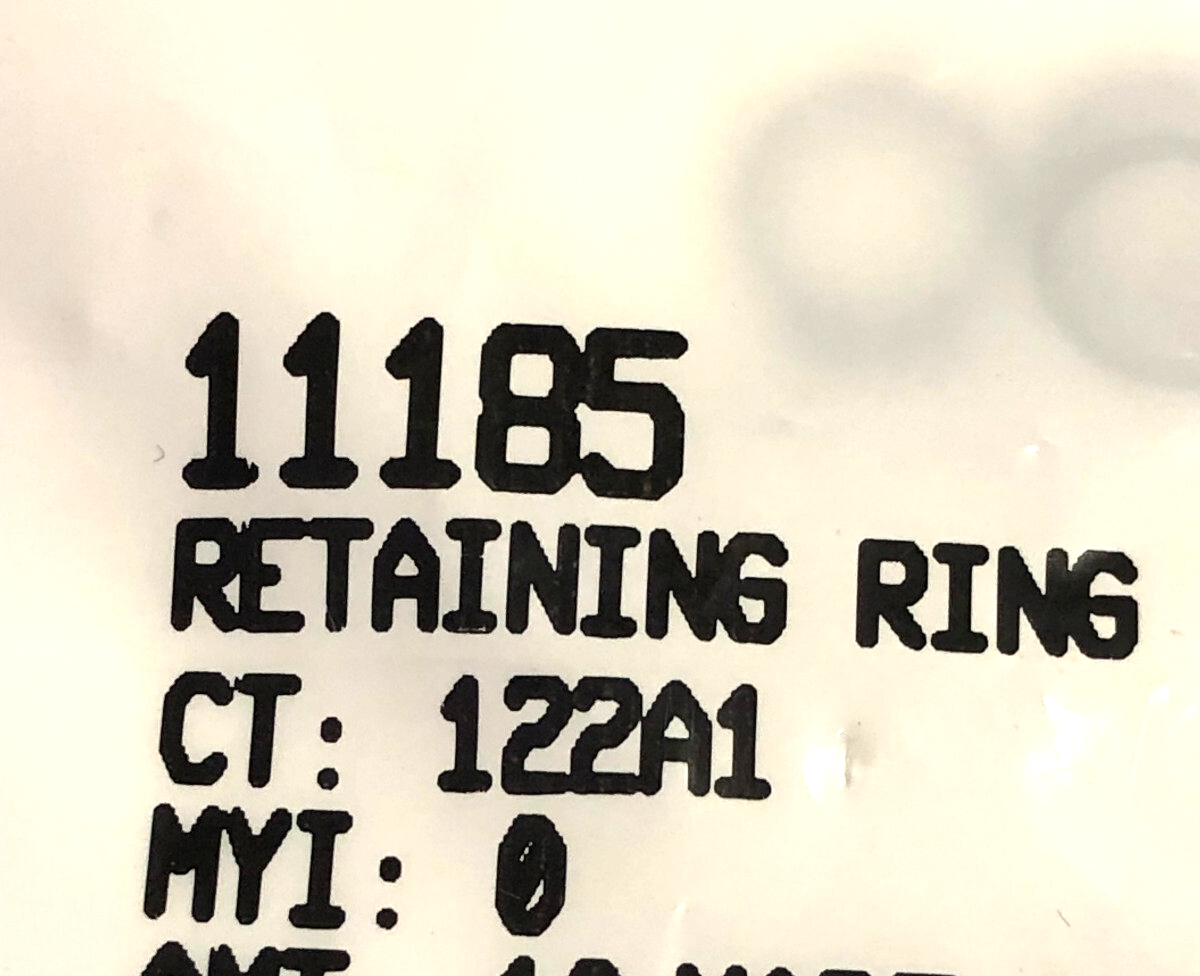 11185
RETAINING RING
CT: 122A1
MYI: 0